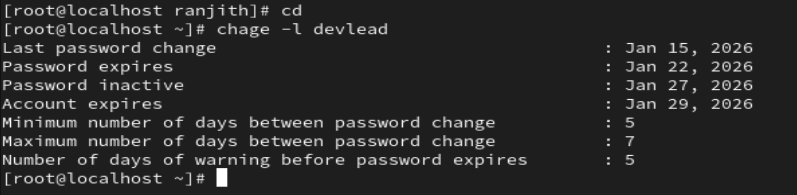 [root@localhost ranjith]# cd
[root@localhost ~]# chage -l devlead
Last password change : Jan 15, 2026
Password expires : Jan 22, 2026
Password inactive : Jan 27, 2026
Account expires : Jan 29, 2026
Minimum number of days between password change : 5
Maximum number of days between password change : 7
Number of days of warning before password expires : 5
[root@localhost ~]#